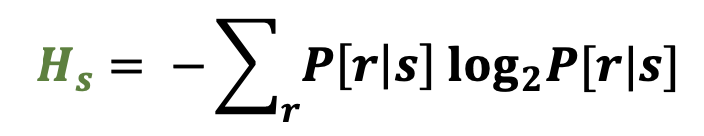 H_s = − ∑_r P[r|s] log₂P[r|s]